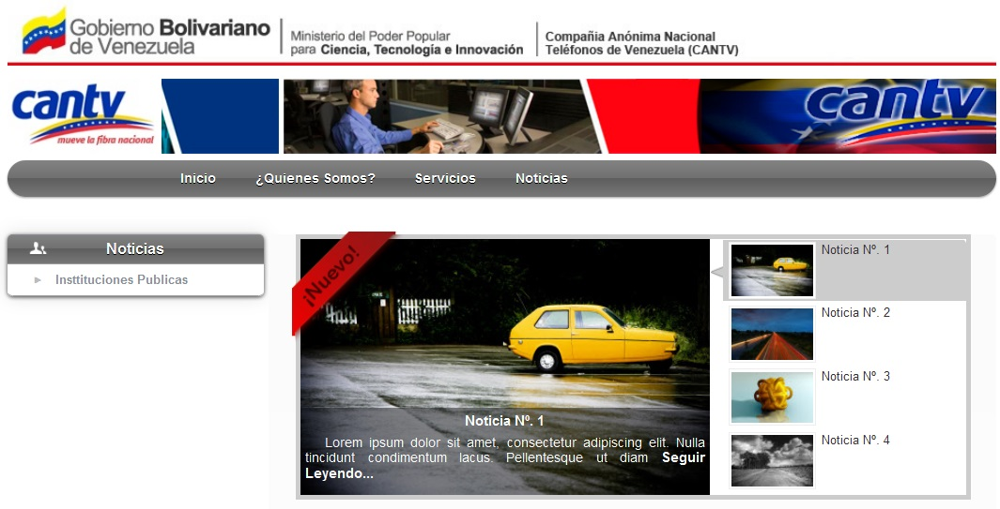 Gobierno Bolivariano
de Venezuela
Ministerio del Poder Popular
para Ciencia, Tecnología e Innovación
Compañia Anónima Nacional
Teléfonos de Venezuela (CANTV)
cantv
mueve la fibra nacional
cantv
Inicio
¿Quienes Somos?
Servicios
Noticias
Noticias
Insttituciones Publicas
¡Nuevo!
Noticia Nº. 1
Lorem ipsum dolor sit amet, consectetur adipiscing elit. Nulla
tincidunt condimentum lacus. Pellentesque ut diam Seguir
Leyendo...
Noticia Nº. 1
Noticia Nº. 2
Noticia Nº. 3
Noticia Nº. 4